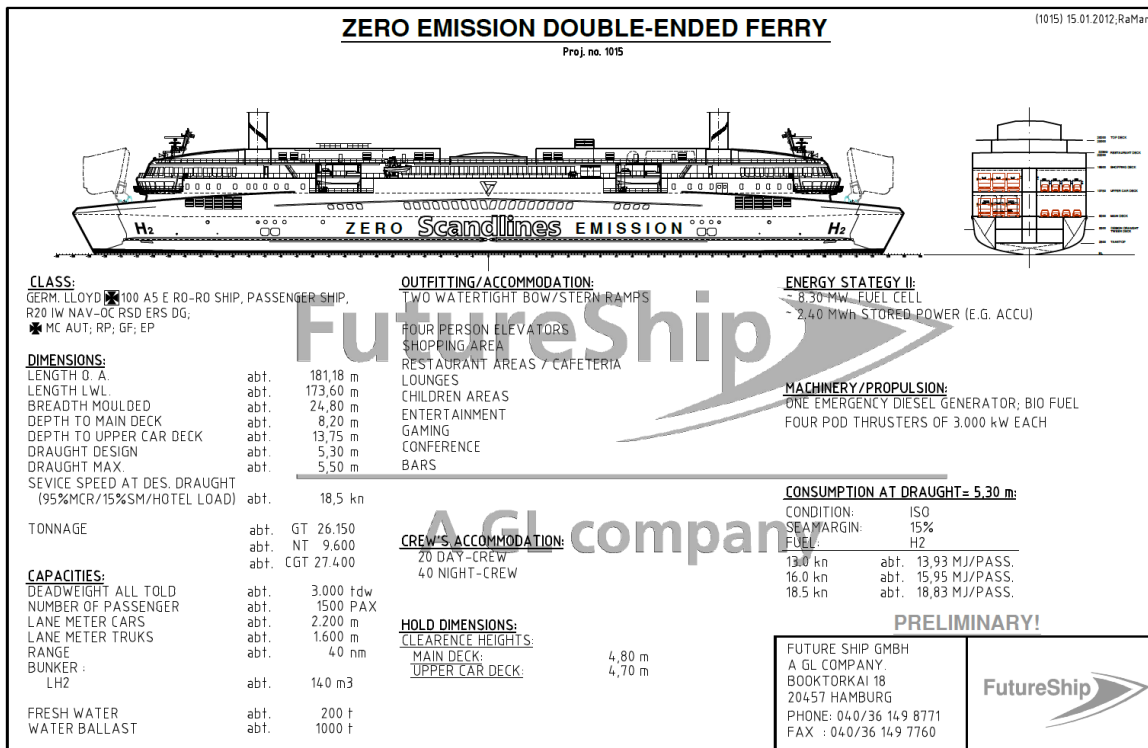 ZERO EMISSION DOUBLE-ENDED FERRY
Proj. no. 1015
(1015) 15.01.2012;RaMar
H2
ZERO Scandlines EMISSION
H2
TOP DECK
RESTAURANT DECK
SHOPPING DECK
UPPER CAR DECK
MAIN DECK
TWEEN DECK
TANKTOP
CLASS:
GERM. LLOYD 100 A5 E RO-RO SHIP, PASSENGER SHIP,
R20 IW NAV-OC RSD ERS DG;
MC AUT; RP; GF; EP
DIMENSIONS:
LENGTH O. A. abt. 181,18 m
LENGTH LWL. abt. 173,60 m
BREADTH MOULDED abt. 24,80 m
DEPTH TO MAIN DECK abt. 8,20 m
DEPTH TO UPPER CAR DECK abt. 13,75 m
DRAUGHT DESIGN abt. 5,30 m
DRAUGHT MAX. abt. 5,50 m
SEVICE SPEED AT DES. DRAUGHT
(95%MCR/15%SM/HOTEL LOAD) abt. 18,5 kn
TONNAGE abt. GT 26.150
abt. NT 9.600
abt. CGT 27.400
CAPACITIES:
DEADWEIGHT ALL TOLD abt. 3.000 tdw
NUMBER OF PASSENGER abt. 1500 PAX
LANE METER CARS abt. 2.200 m
LANE METER TRUKS abt. 1.600 m
RANGE abt. 40 nm
BUNKER :
LH2 abt. 140 m3
FRESH WATER abt. 200 t
WATER BALLAST abt. 1000 t
OUTFITTING/ACCOMMODATION:
TWO WATERTIGHT BOW/STERN RAMPS
FOUR PERSON ELEVATORS
SHOPPING AREA
RESTAURANT AREAS / CAFETERIA
LOUNGES
CHILDREN AREAS
ENTERTAINMENT
GAMING
CONFERENCE
BARS
CREW'S ACCOMMODATION:
20 DAY-CREW
40 NIGHT-CREW
HOLD DIMENSIONS:
CLEARENCE HEIGHTS:
MAIN DECK: 4,80 m
UPPER CAR DECK: 4,70 m
FutureShip
A GL company
ENERGY STATEGY II:
~ 8,30 MW FUEL CELL
~ 2,40 MWh STORED POWER (E.G. ACCU)
MACHINERY/PROPULSION:
ONE EMERGENCY DIESEL GENERATOR; BIO FUEL
FOUR POD THRUSTERS OF 3.000 kW EACH
CONSUMPTION AT DRAUGHT= 5,30 m:
CONDITION: ISO
SEAMARGIN: 15%
FUEL: H2
13.0 kn abt. 13,93 MJ/PASS.
16.0 kn abt. 15,95 MJ/PASS.
18.5 kn abt. 18,83 MJ/PASS.
PRELIMINARY!
FUTURE SHIP GMBH
A GL COMPANY.
BOOKTORKAI 18
20457 HAMBURG
PHONE: 040/36 149 8771
FAX : 040/36 149 7760
FutureShip